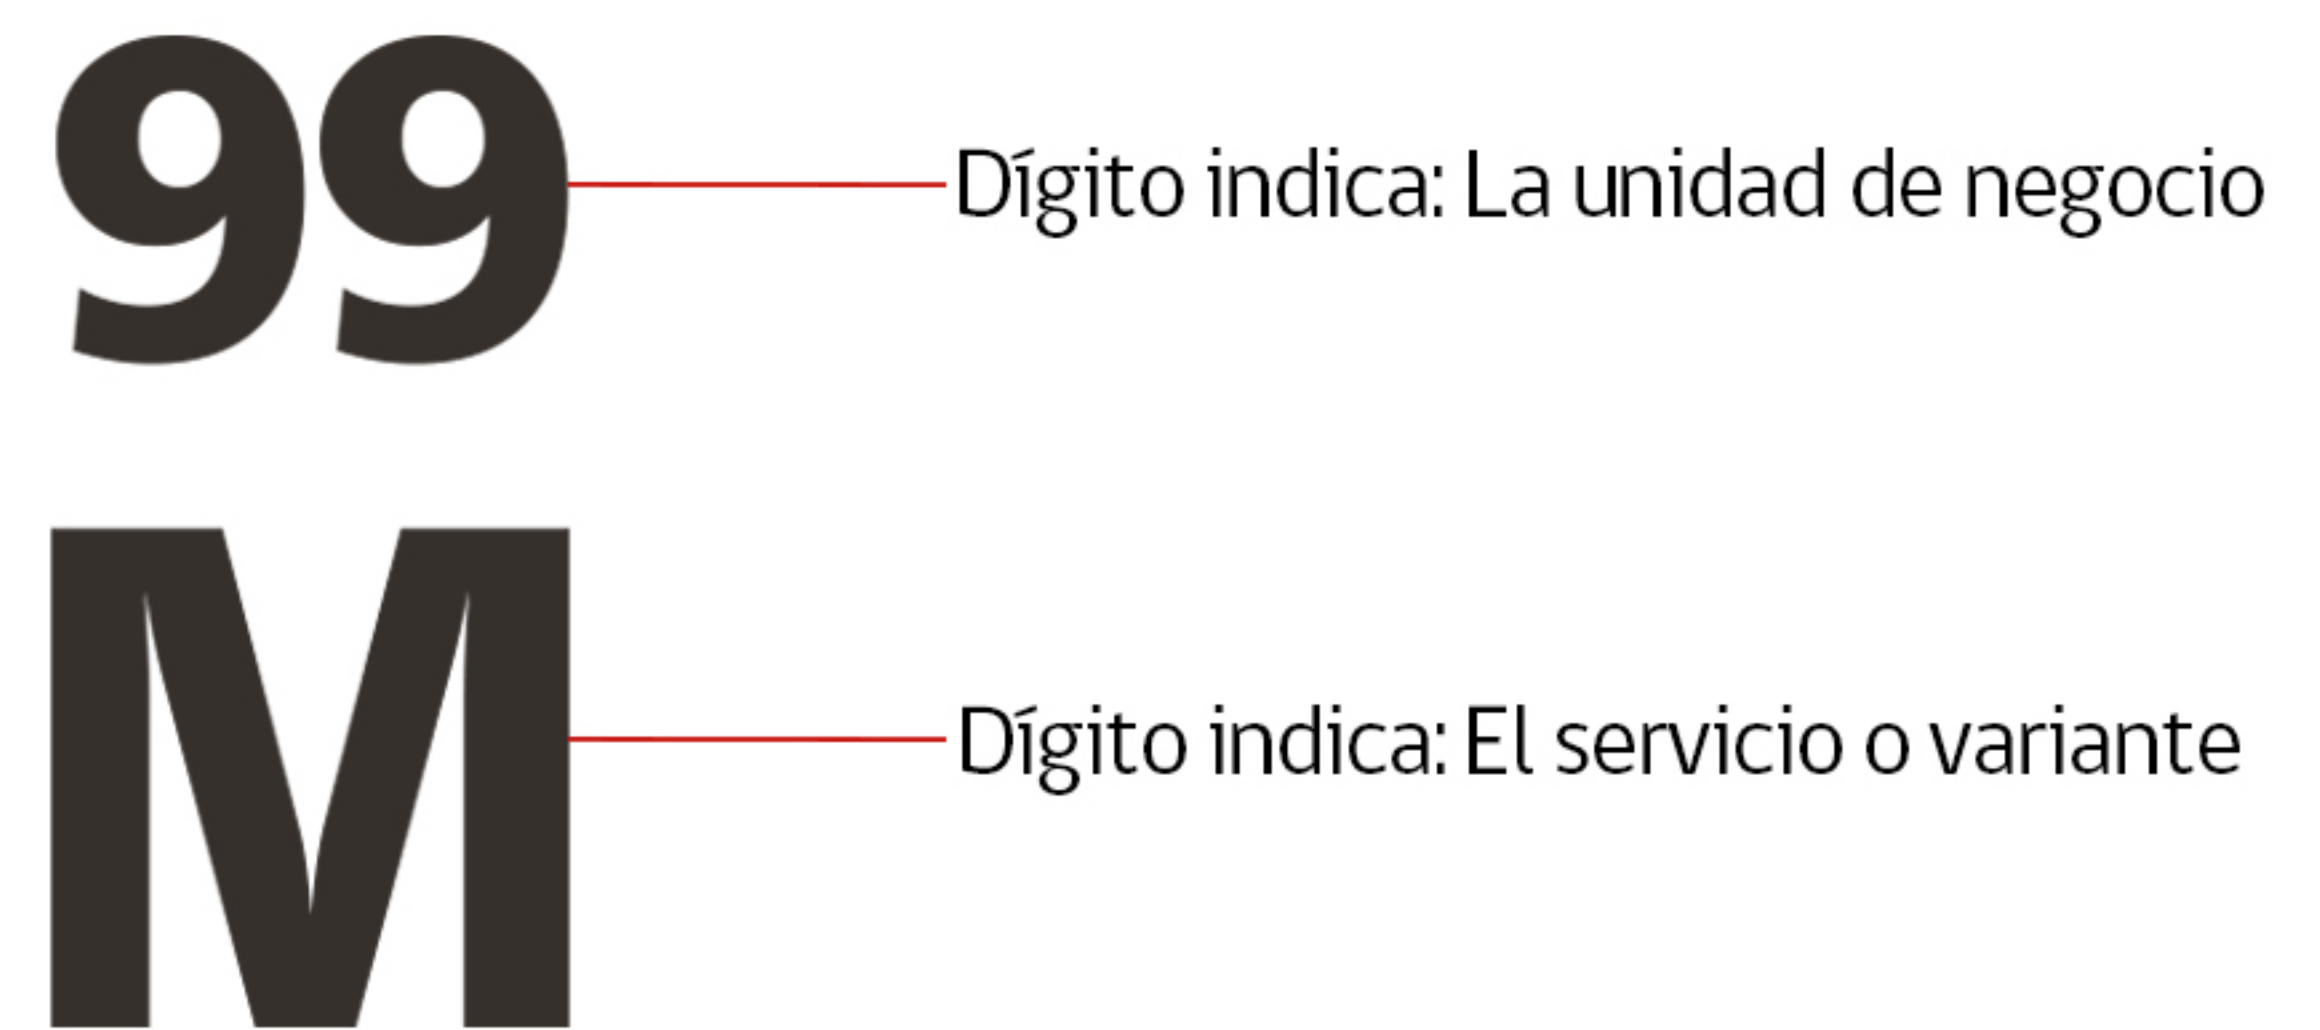 99
Dígito indica: La unidad de negocio
M
Dígito indica: El servicio o variante